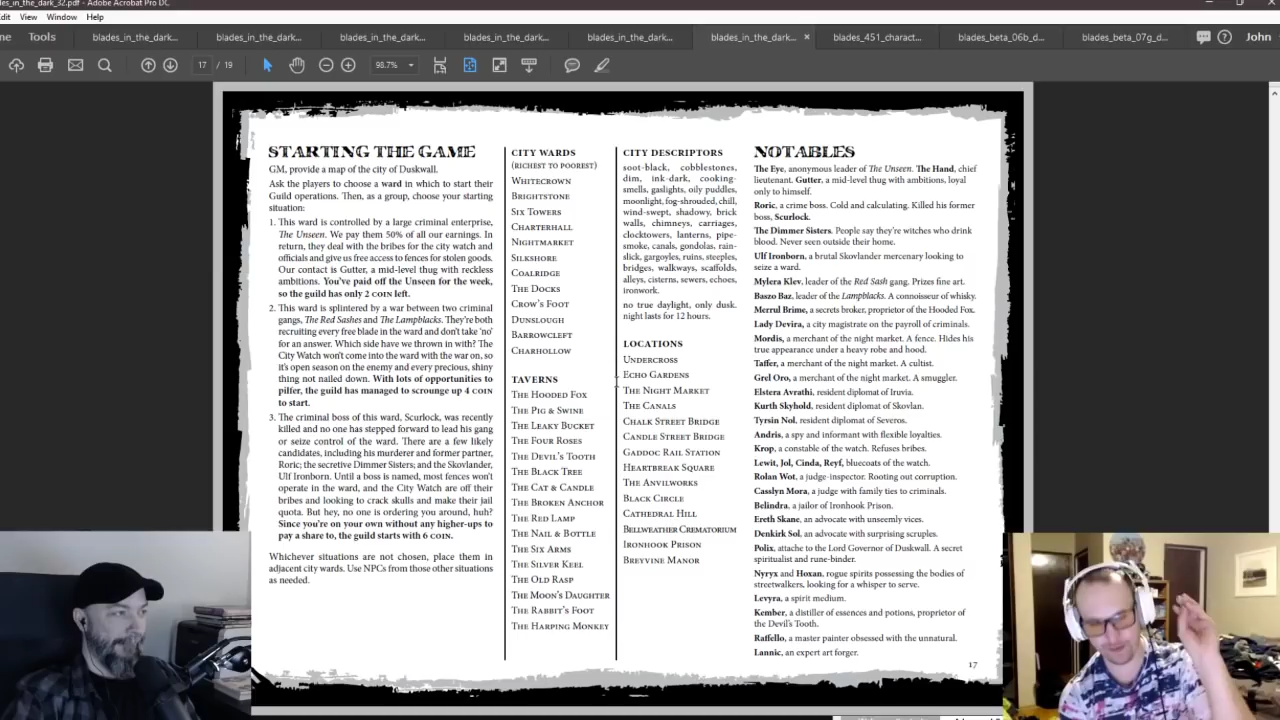 des_in_the_dark_32.pdf - Adobe Acrobat Pro DC
Edit View Window Help
Tools
blades_in_the_dark...
blades_in_the_dark...
blades_in_the_dark...
blades_in_the_dark...
blades_in_the_dark...
blades_in_the_dark...
blades_451_charact...
blades_beta_06b_d...
blades_beta_07g_d...
John
17 / 19
98.7%
STARTING THE GAME
GM, provide a map of the city of Duskwall.
Ask the players to choose a ward in which to start their
Guild operations. Then, as a group, choose your starting
situation:
1. This ward is controlled by a large criminal enterprise,
The Unseen. We pay them 50% of all our earnings. In
return, they deal with the bribes for the city watch and
officials and give us free access to fences for stolen goods.
Our contact is Gutter, a mid-level thug with reckless
ambitions. You've paid off the Unseen for the week,
so the guild has only 2 COIN left.
2. This ward is splintered by a war between two criminal
gangs, The Red Sashes and The Lampblacks. They're both
recruiting every free blade in the ward and don't take 'no'
for an answer. Which side have we thrown in with? The
City Watch won't come into the ward with the war on, so
it's open season on the enemy and every precious, shiny
thing not nailed down. With lots of opportunities to
pilfer, the guild has managed to scrounge up 4 COIN
to start.
3. The criminal boss of this ward, Scurlock, was recently
killed and no one has stepped forward to lead his gang
or seize control of the ward. There are a few likely
candidates, including his murderer and former partner,
Roric; the secretive Dimmer Sisters; and the Skovlander,
Ulf Ironborn. Until a boss is named, most fences won't
operate in the ward, and the City Watch are off their
bribes and looking to crack skulls and make their jail
quota. But hey, no one is ordering you around, huh?
Since you're on your own without any higher-ups to
pay a share to, the guild starts with 6 COIN.
Whichever situations are not chosen, place them in
adjacent city wards. Use NPCs from those other situations
as needed.
CITY WARDS
(RICHEST TO POOREST)
WHITECROWN
BRIGHTSTONE
SIX TOWERS
CHARTERHALL
NIGHTMARKET
SILKSHORE
COALRIDGE
THE DOCKS
CROW'S FOOT
DUNSLOUGH
BARROWCLEFT
CHARHOLLOW
TAVERNS
THE HOODED FOX
THE PIG & SWINE
THE LEAKY BUCKET
THE FOUR ROSES
THE DEVIL'S TOOTH
THE BLACK TREE
THE CAT & CANDLE
THE BROKEN ANCHOR
THE RED LAMP
THE NAIL & BOTTLE
THE SIX ARMS
THE SILVER KEEL
THE OLD RASP
THE MOON'S DAUGHTER
THE RABBIT'S FOOT
THE HARPING MONKEY
CITY DESCRIPTORS
soot-black, cobblestones,
dim, ink-dark, cooking-
smells, gaslights, oily puddles,
moonlight, fog-shrouded, chill,
wind-swept, shadowy, brick
walls, chimneys, carriages,
clocktowers, lanterns, pipe-
smoke, canals, gondolas, rain-
slick, gargoyles, ruins, steeples,
bridges, walkways, scaffolds,
alleys, cisterns, sewers, echoes,
ironwork.
no true daylight, only dusk.
night lasts for 12 hours.
LOCATIONS
UNDERCROSS
ECHO GARDENS
THE NIGHT MARKET
THE CANALS
CHALK STREET BRIDGE
CANDLE STREET BRIDGE
GADDOC RAIL STATION
HEARTBREAK SQUARE
THE ANVILWORKS
BLACK CIRCLE
CATHEDRAL HILL
BELLWEATHER CREMATORIUM
IRONHOOK PRISON
BREYVINE MANOR
NOTABLES
The Eye, anonymous leader of The Unseen. The Hand, chief
lieutenant. Gutter, a mid-level thug with ambitions, loyal
only to himself.
Roric, a crime boss. Cold and calculating. Killed his former
boss, Scurlock.
The Dimmer Sisters. People say they're witches who drink
blood. Never seen outside their home.
Ulf Ironborn, a brutal Skovlander mercenary looking to
seize a ward.
Mylera Klev, leader of the Red Sash gang. Prizes fine art.
Baszo Baz, leader of the Lampblacks. A connoisseur of whisky.
Merrul Brime, a secrets broker, proprietor of the Hooded Fox.
Lady Devira, a city magistrate on the payroll of criminals.
Mordis, a merchant of the night market. A fence. Hides his
true appearance under a heavy robe and hood.
Taffer, a merchant of the night market. A cultist.
Grel Oro, a merchant of the night market. A smuggler.
Elstera Avrathi, resident diplomat of Iruvia.
Kurth Skyhold, resident diplomat of Skovlan.
Tyrsin Nol, resident diplomat of Severos.
Andris, a spy and informant with flexible loyalties.
Krop, a constable of the watch. Refuses bribes.
Lewit, Jol, Cinda, Reyf, bluecoats of the watch.
Rolan Wot, a judge-inspector. Rooting out corruption.
Casslyn Mora, a judge with family ties to criminals.
Belindra, a jailor of Ironhook Prison.
Ereth Skane, an advocate with unseemly vices.
Denkirk Sol, an advocate with surprising scruples.
Polix, attache to the Lord Governor of Duskwall. A secret
spiritualist and rune-binder.
Nyryx and Hoxan, rogue spirits possessing the bodies of
streetwalkers, looking for a whisper to serve.
Levyra, a spirit medium.
Kember, a distiller of essences and potions, proprietor of
the Devil's Tooth.
Raffello, a master painter obsessed with the unnatural.
Lannic, an expert art forger.
17